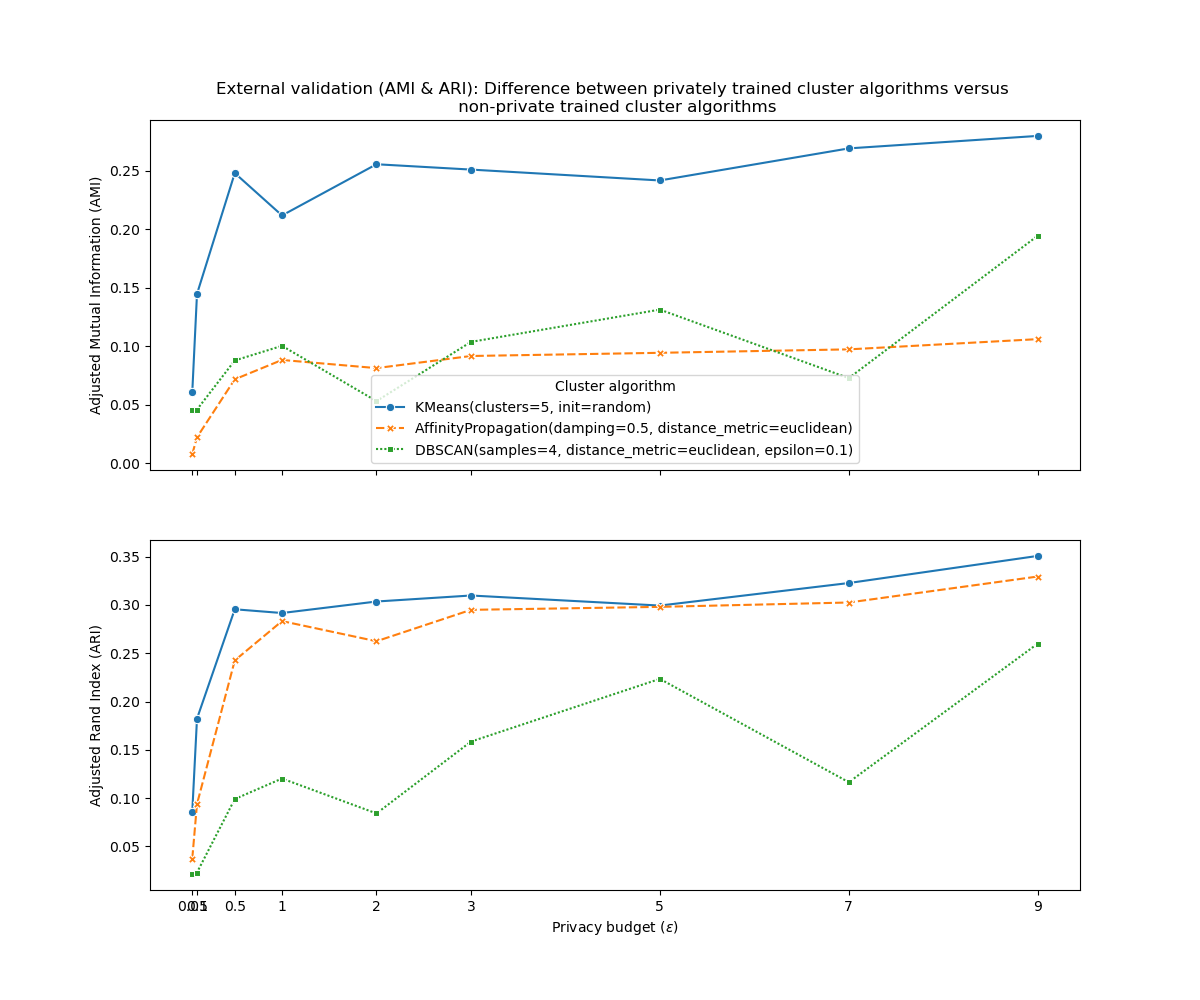 External validation (AMI & ARI): Difference between privately trained cluster algorithms versus
non-private trained cluster algorithms
Adjusted Mutual Information (AMI)
0.25
0.20
0.15
0.10
0.05
0.00
Cluster algorithm
KMeans(clusters=5, init=random)
AffinityPropagation(damping=0.5, distance_metric=euclidean)
DBSCAN(samples=4, distance_metric=euclidean, epsilon=0.1)
Adjusted Rand Index (ARI)
0.35
0.30
0.25
0.20
0.15
0.10
0.05
0.5 1 2 3 5 7 9
Privacy budget (ε)